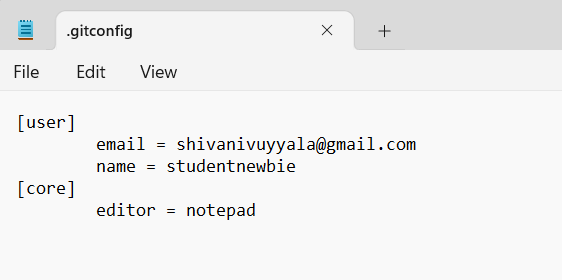 .gitconfig
File Edit View
[user]
email = shivanivuyyala@gmail.com
name = studentnewbie
[core]
editor = notepad